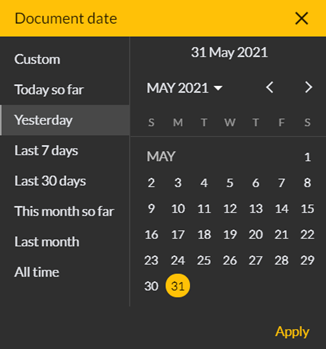 Document date
Custom
Today so far
Yesterday
Last 7 days
Last 30 days
This month so far
Last month
All time
31 May 2021
MAY 2021
S M T W T F S
MAY 1
2 3 4 5 6 7 8
9 10 11 12 13 14 15
16 17 18 19 20 21 22
23 24 25 26 27 28 29
30 31
Apply